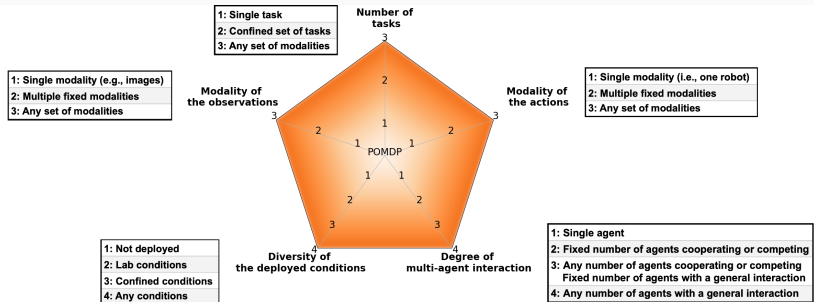 1: Single task
2: Confined set of tasks
3: Any set of modalities
Number of
tasks
3
2
1
1: Single modality (e.g., images)
2: Multiple fixed modalities
3: Any set of modalities
Modality of
the observations
3
2
1
Modality of
the actions
3
2
1
1: Single modality (i.e., one robot)
2: Multiple fixed modalities
3: Any set of modalities
POMDP
1
2
3
4
Diversity of
the deployed conditions
1: Not deployed
2: Lab conditions
3: Confined conditions
4: Any conditions
1
2
3
4
Degree of
multi-agent interaction
1: Single agent
2: Fixed number of agents cooperating or competing
3: Any number of agents cooperating or competing
Fixed number of agents with a general interaction
4: Any number of agents with a general interaction